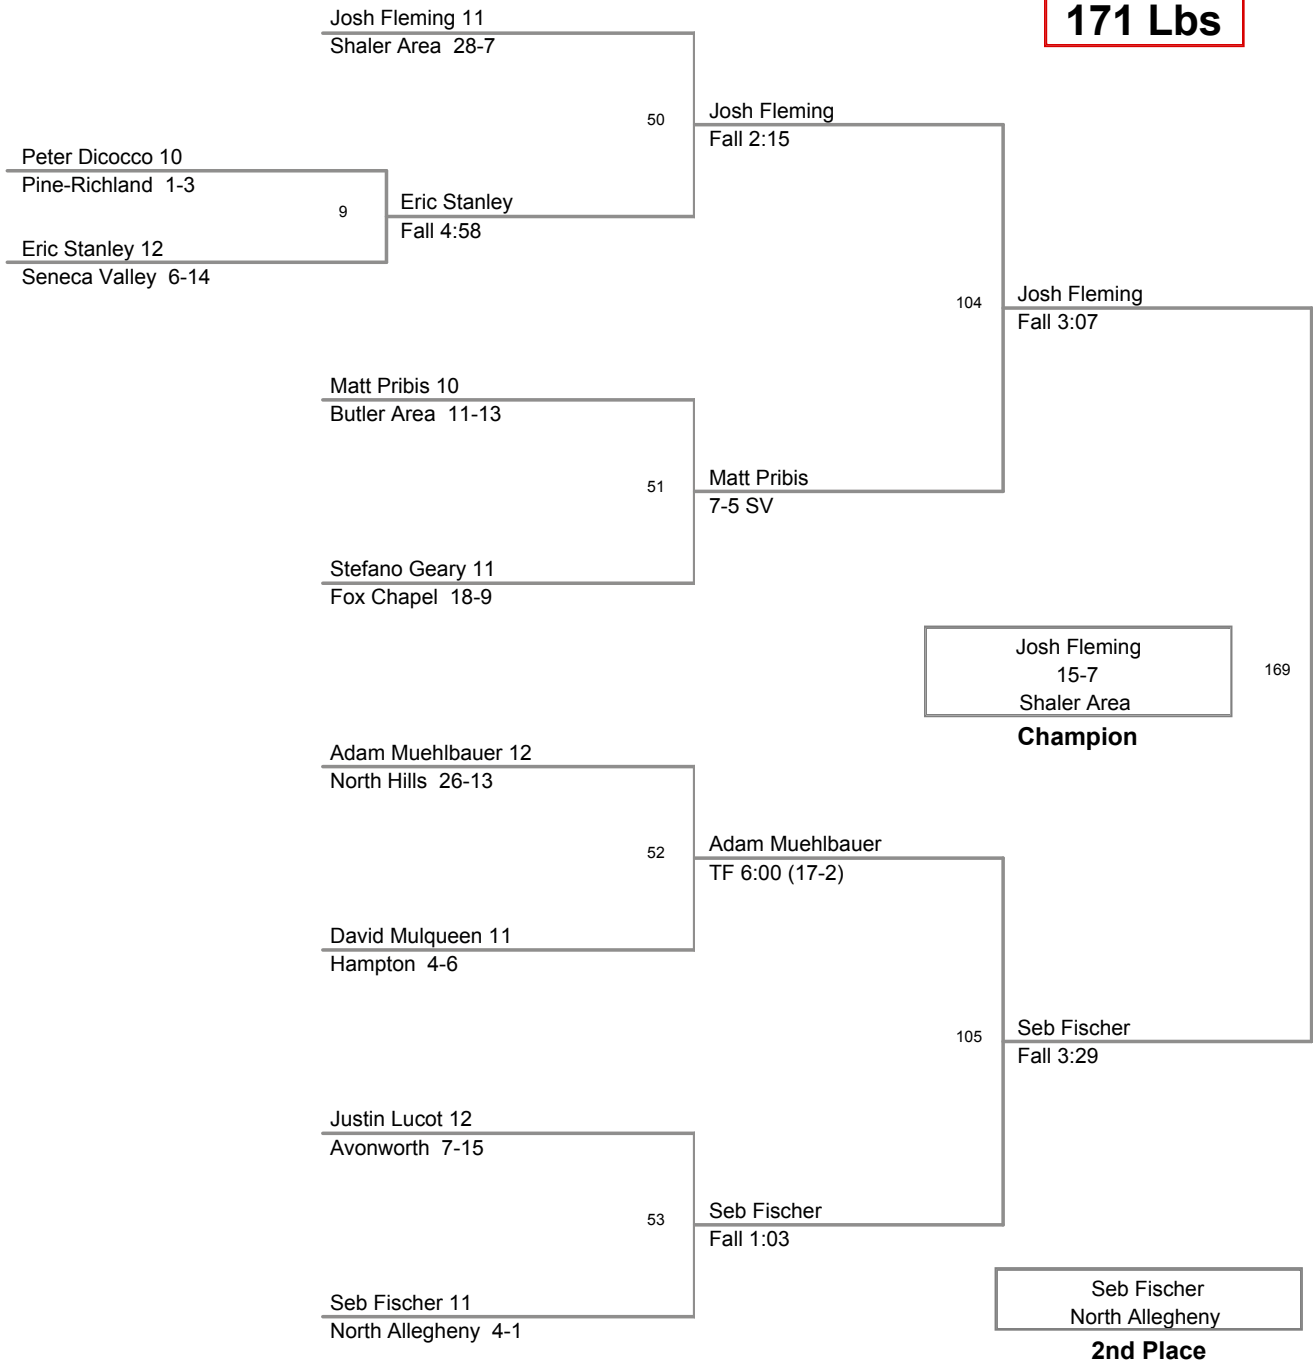 171 Lbs
Josh Fleming 11
Shaler Area 28-7
50
Josh Fleming
Fall 2:15
Peter Dicocco 10
Pine-Richland 1-3
9
Eric Stanley
Fall 4:58
Eric Stanley 12
Seneca Valley 6-14
104
Josh Fleming
Fall 3:07
Matt Pribis 10
Butler Area 11-13
51
Matt Pribis
7-5 SV
Stefano Geary 11
Fox Chapel 18-9
Josh Fleming
15-7
Shaler Area
Champion
169
Adam Muehlbauer 12
North Hills 26-13
52
Adam Muehlbauer
TF 6:00 (17-2)
David Mulqueen 11
Hampton 4-6
105
Seb Fischer
Fall 3:29
Justin Lucot 12
Avonworth 7-15
53
Seb Fischer
Fall 1:03
Seb Fischer 11
North Allegheny 4-1
Seb Fischer
North Allegheny
2nd Place